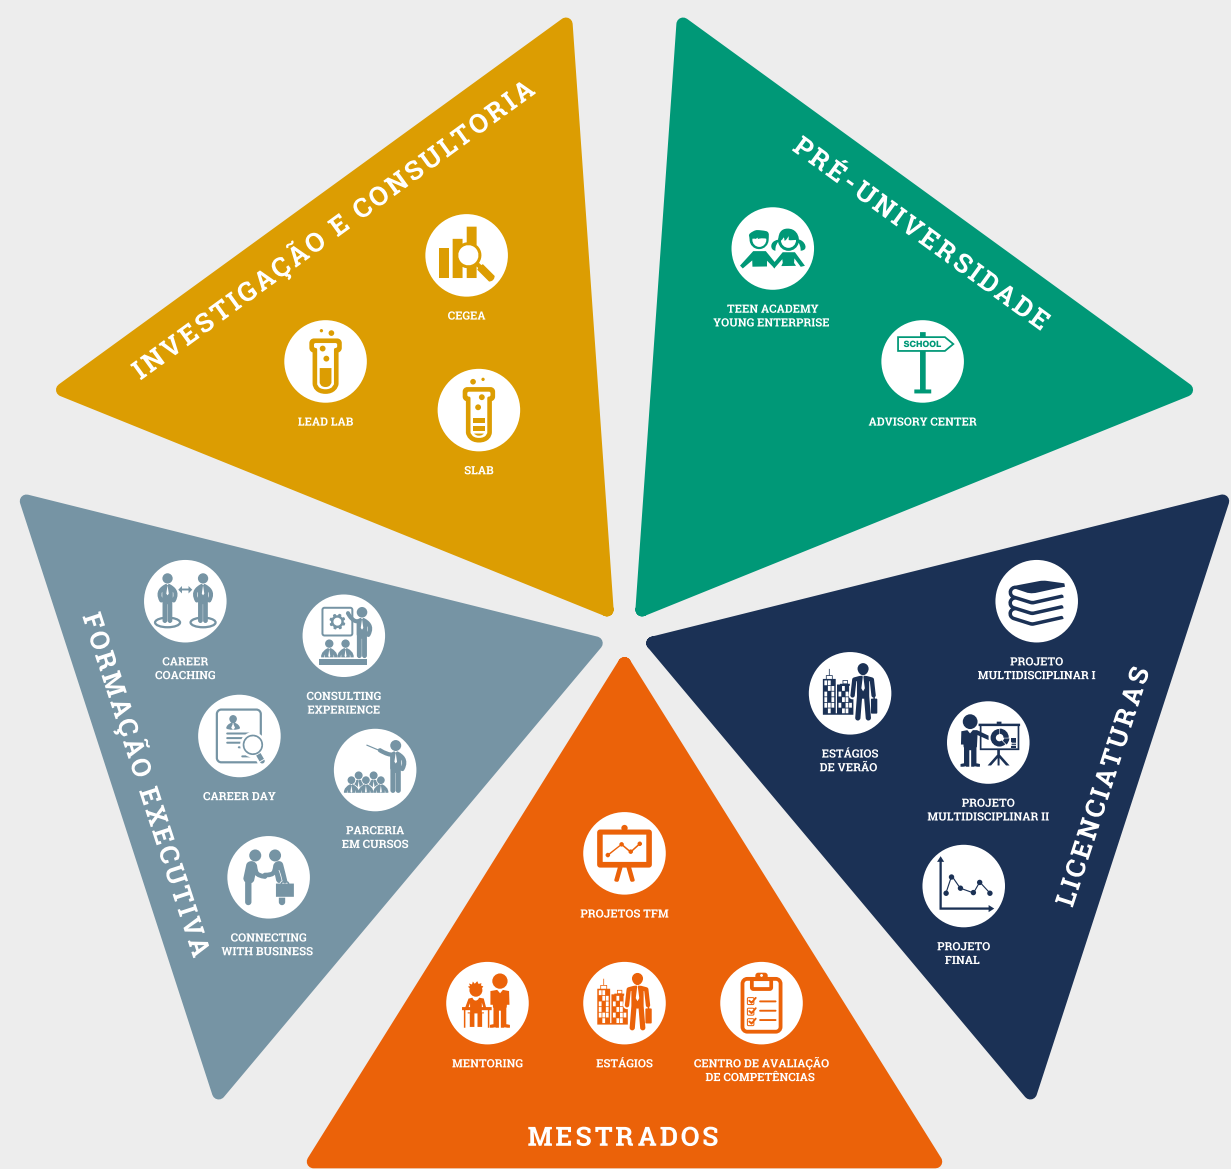 INVESTIGAÇÃO E CONSULTORIA
CEGEA
LEAD LAB
SLAB
PRÉ-UNIVERSIDADE
TEEN ACADEMY
YOUNG ENTERPRISE
SCHOOL
ADVISORY CENTER
FORMAÇÃO EXECUTIVA
CAREER
COACHING
CONSULTING
EXPERIENCE
CAREER DAY
PARCERIA
EM CURSOS
CONNECTING
WITH BUSINESS
LICENCIATURAS
PROJETO
MULTIDISCIPLINAR I
ESTÁGIOS
DE VERÃO
PROJETO
MULTIDISCIPLINAR II
PROJETO
FINAL
PROJETOS TFM
MENTORING
ESTÁGIOS
CENTRO DE AVALIAÇÃO
DE COMPETÊNCIAS
MESTRADOS